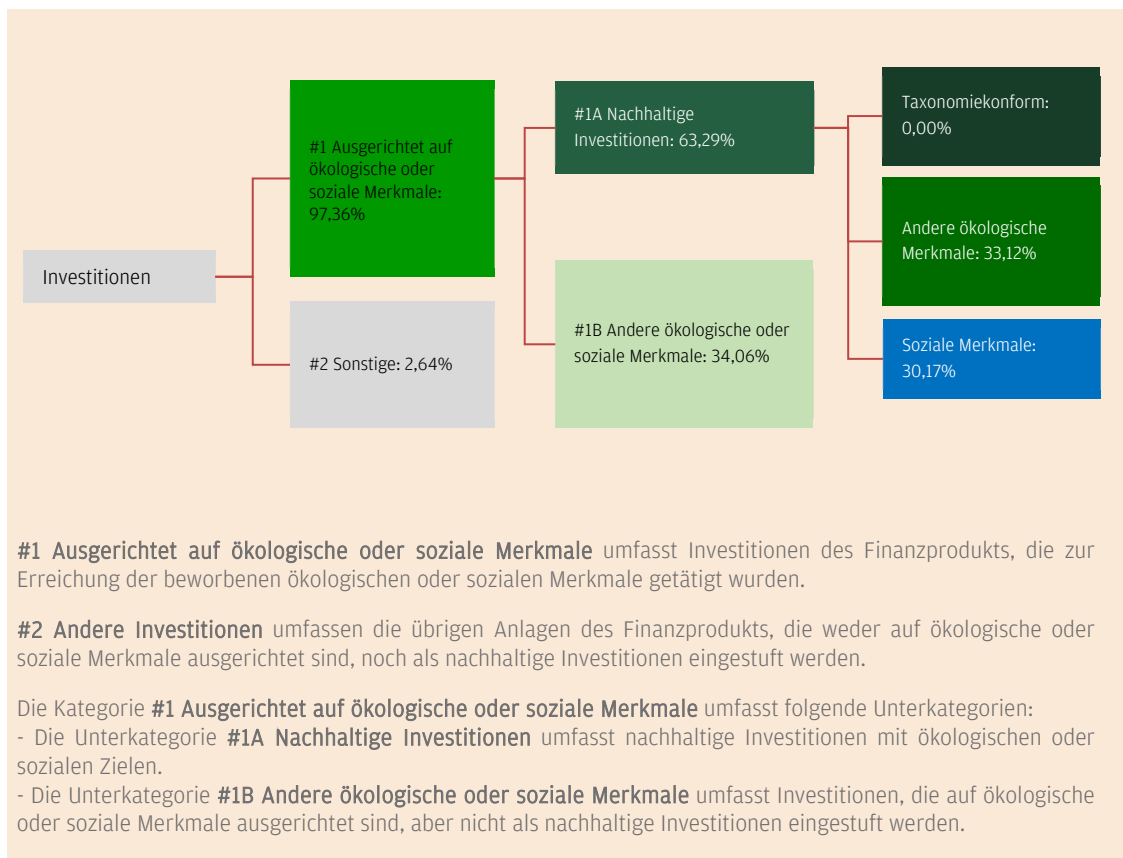 Investitionen
#1 Ausgerichtet auf
ökologische oder
soziale Merkmale:
97,36%
#2 Sonstige: 2,64%
#1A Nachhaltige
Investitionen: 63,29%
#1B Andere ökologische oder
soziale Merkmale: 34,06%
Taxonomiekonform:
0,00%
Andere ökologische
Merkmale: 33,12%
Soziale Merkmale:
30,17%
#1 Ausgerichtet auf ökologische oder soziale Merkmale umfasst Investitionen des Finanzprodukts, die zur
Erreichung der beworbenen ökologischen oder sozialen Merkmale getätigt wurden.
#2 Andere Investitionen umfassen die übrigen Anlagen des Finanzprodukts, die weder auf ökologische oder
soziale Merkmale ausgerichtet sind, noch als nachhaltige Investitionen eingestuft werden.
Die Kategorie #1 Ausgerichtet auf ökologische oder soziale Merkmale umfasst folgende Unterkategorien:
- Die Unterkategorie #1A Nachhaltige Investitionen umfasst nachhaltige Investitionen mit ökologischen oder
sozialen Zielen.
- Die Unterkategorie #1B Andere ökologische oder soziale Merkmale umfasst Investitionen, die auf ökologische
oder soziale Merkmale ausgerichtet sind, aber nicht als nachhaltige Investitionen eingestuft werden.